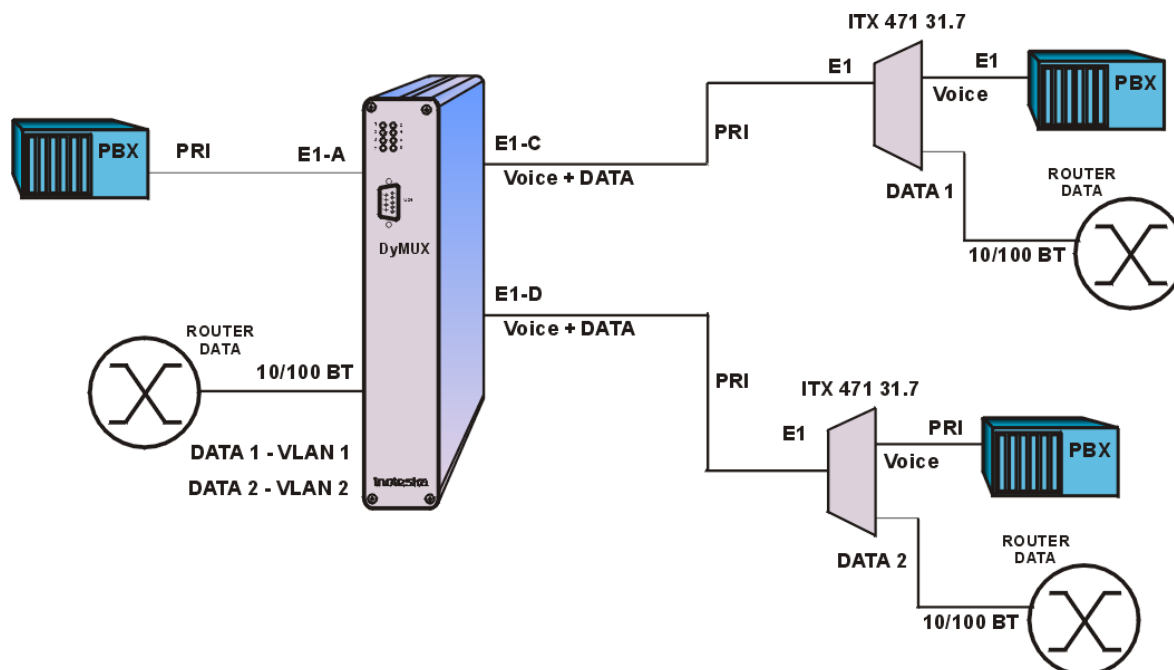 ITX 471 31.7
E1
E1
PBX
Voice
PBX
PRI
E1-A
E1-C
Voice + DATA
PRI
DyMUX
DATA 1
ROUTER
DATA
10/100 BT
E1-D
Voice + DATA
ROUTER
DATA
10/100 BT
PRI
ITX 471 31.7
E1
PRI
Voice
PBX
DATA 1 - VLAN 1
DATA 2 - VLAN 2
Inoteska
DATA 2
ROUTER
DATA
10/100 BT